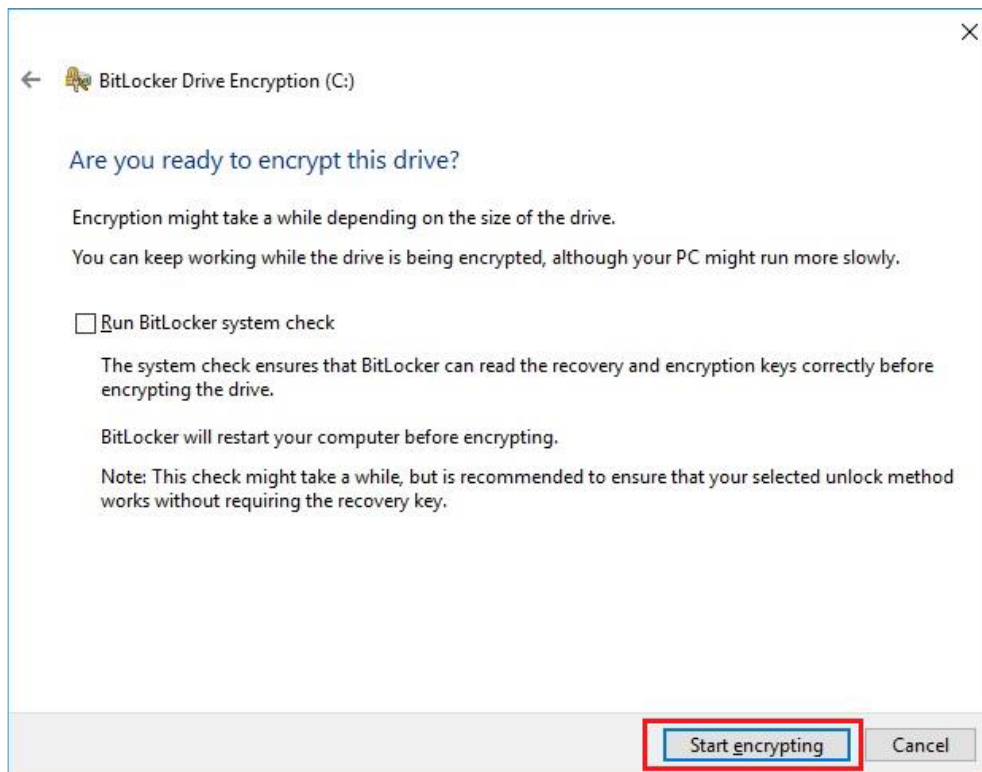 BitLocker Drive Encryption (C:)
Are you ready to encrypt this drive?
Encryption might take a while depending on the size of the drive.
You can keep working while the drive is being encrypted, although your PC might run more slowly.
Run BitLocker system check
The system check ensures that BitLocker can read the recovery and encryption keys correctly before
encrypting the drive.
BitLocker will restart your computer before encrypting.
Note: This check might take a while, but is recommended to ensure that your selected unlock method
works without requiring the recovery key.
Start encrypting Cancel